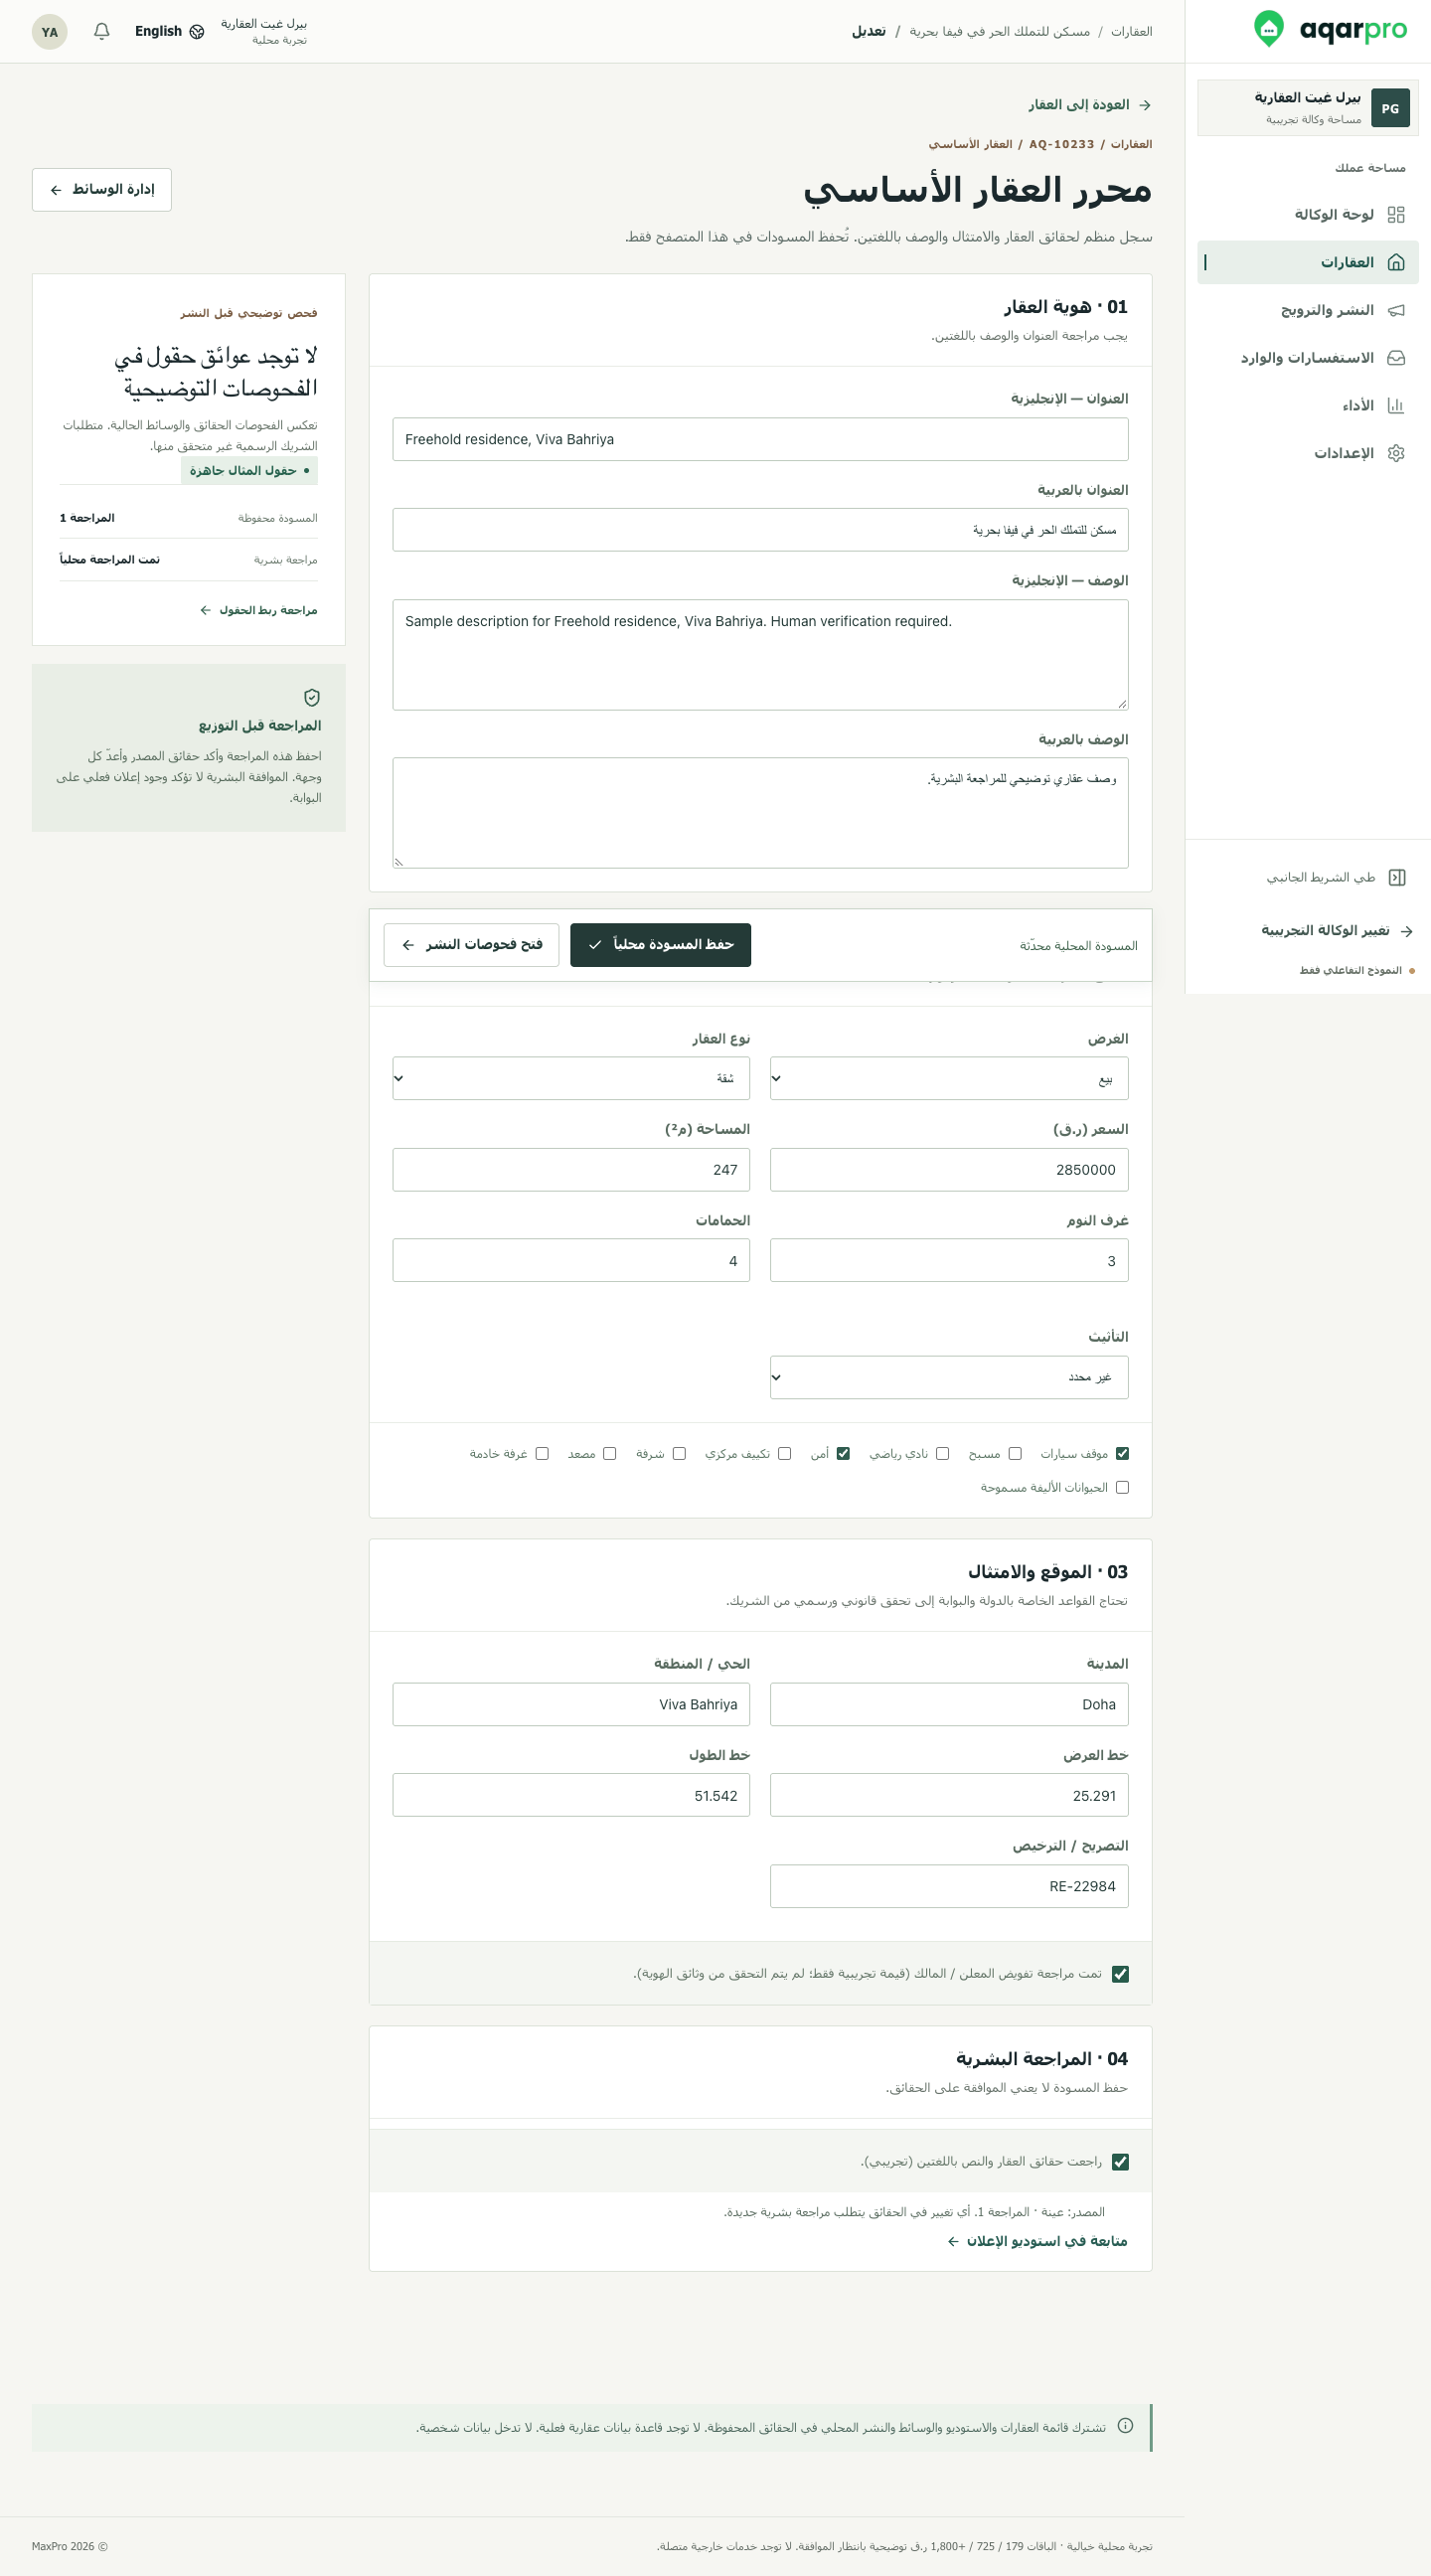 aqarpro
PG
بيرل غيت العقارية
مساحة وكالة تجريبية
مساحة عملك
لوحة الوكالة
العقارات
النشر والترويج
الاستفسارات والوارد
الأداء
الإعدادات
طي الشريط الجانبي
تغيير الوكالة التجريبية
النموذج التفاعلي فقط
العقارات / مسكن للتملك الحر في فيفا بحرية / تعديل
بيرل غيت العقارية
تجربة محلية
English
YA
العودة إلى العقار
العقارات / AQ-10233 / العقار الأساسي
محرر العقار الأساسي
سجل منظم لحقائق العقار والامتثال والوصف باللغتين. تُحفظ المسودات في هذا المتصفح فقط.
إدارة الوسائط
01 · هوية العقار
يجب مراجعة العنوان والوصف باللغتين.
العنوان — الإنجليزية
Freehold residence, Viva Bahriya
العنوان بالعربية
مسكن للتملك الحر في فيفا بحرية
الوصف — الإنجليزية
Sample description for Freehold residence, Viva Bahriya. Human verification required.
الوصف بالعربية
وصف عقاري توضيحي للمراجعة البشرية.
المسودة المحلية محدّثة
حفظ المسودة محلياً
فتح فحوصات النشر
الغرض
نوع العقار
بيع
شقة
السعر (ر.ق)
المساحة (م²)
2850000
247
غرف النوم
الحمامات
3
4
التأثيث
غير محدد
موقف سيارات
مسبح
نادي رياضي
أمن
تكييف مركزي
شرفة
مصعد
غرفة خادمة
الحيوانات الأليفة مسموحة
03 · الموقع والامتثال
تحتاج القواعد الخاصة بالدولة والبوابة إلى تحقق قانوني ورسمي من الشريك.
المدينة
الحي / المنطقة
Doha
Viva Bahriya
خط العرض
خط الطول
25.291
51.542
التصريح / الترخيص
RE-22984
تمت مراجعة تفويض المعلن / المالك (قيمة تجريبية فقط؛ لم يتم التحقق من وثائق الهوية).
04 · المراجعة البشرية
حفظ المسودة لا يعني الموافقة على الحقائق.
راجعت حقائق العقار والنص باللغتين (تجريبي).
المصدر: عينة · المراجعة 1. أي تغيير في الحقائق يتطلب مراجعة بشرية جديدة.
متابعة في استوديو الإعلان
فحص توضيحي قبل النشر
لا توجد عوائق حقول في
الفحوصات التوضيحية
تعكس الفحوصات الحقائق والوسائط الحالية. متطلبات
الشريك الرسمية غير متحقق منها.
حقول المثال جاهزة
المسودة محفوظة
المراجعة 1
مراجعة بشرية
تمت المراجعة محلياً
مراجعة ربط الحقول
المراجعة قبل التوزيع
احفظ هذه المراجعة وأكد حقائق المصدر وأعدّ كل
وجهة. الموافقة البشرية لا تؤكد وجود إعلان فعلي على
البوابة.
تشترك قائمة العقارات والاستوديو والوسائط والنشر المحلي في الحقائق المحفوظة. لا توجد قاعدة بيانات عقارية فعلية. لا تدخل بيانات شخصية.
تجربة محلية خيالية · الباقات 179 / 725 / +1,800 ر.ق توضيحية بانتظار الموافقة. لا توجد خدمات خارجية متصلة.
© 2026 MaxPro